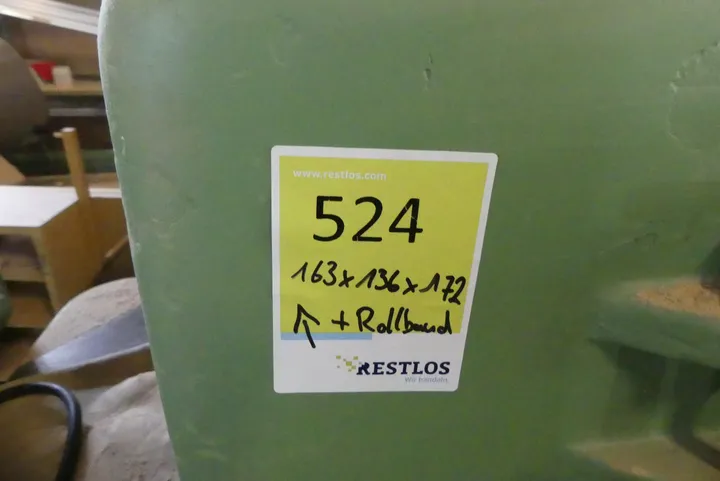 www.restlos.com
524
163x136x172
+ Rollband
RESTLOS
Wir handeln.